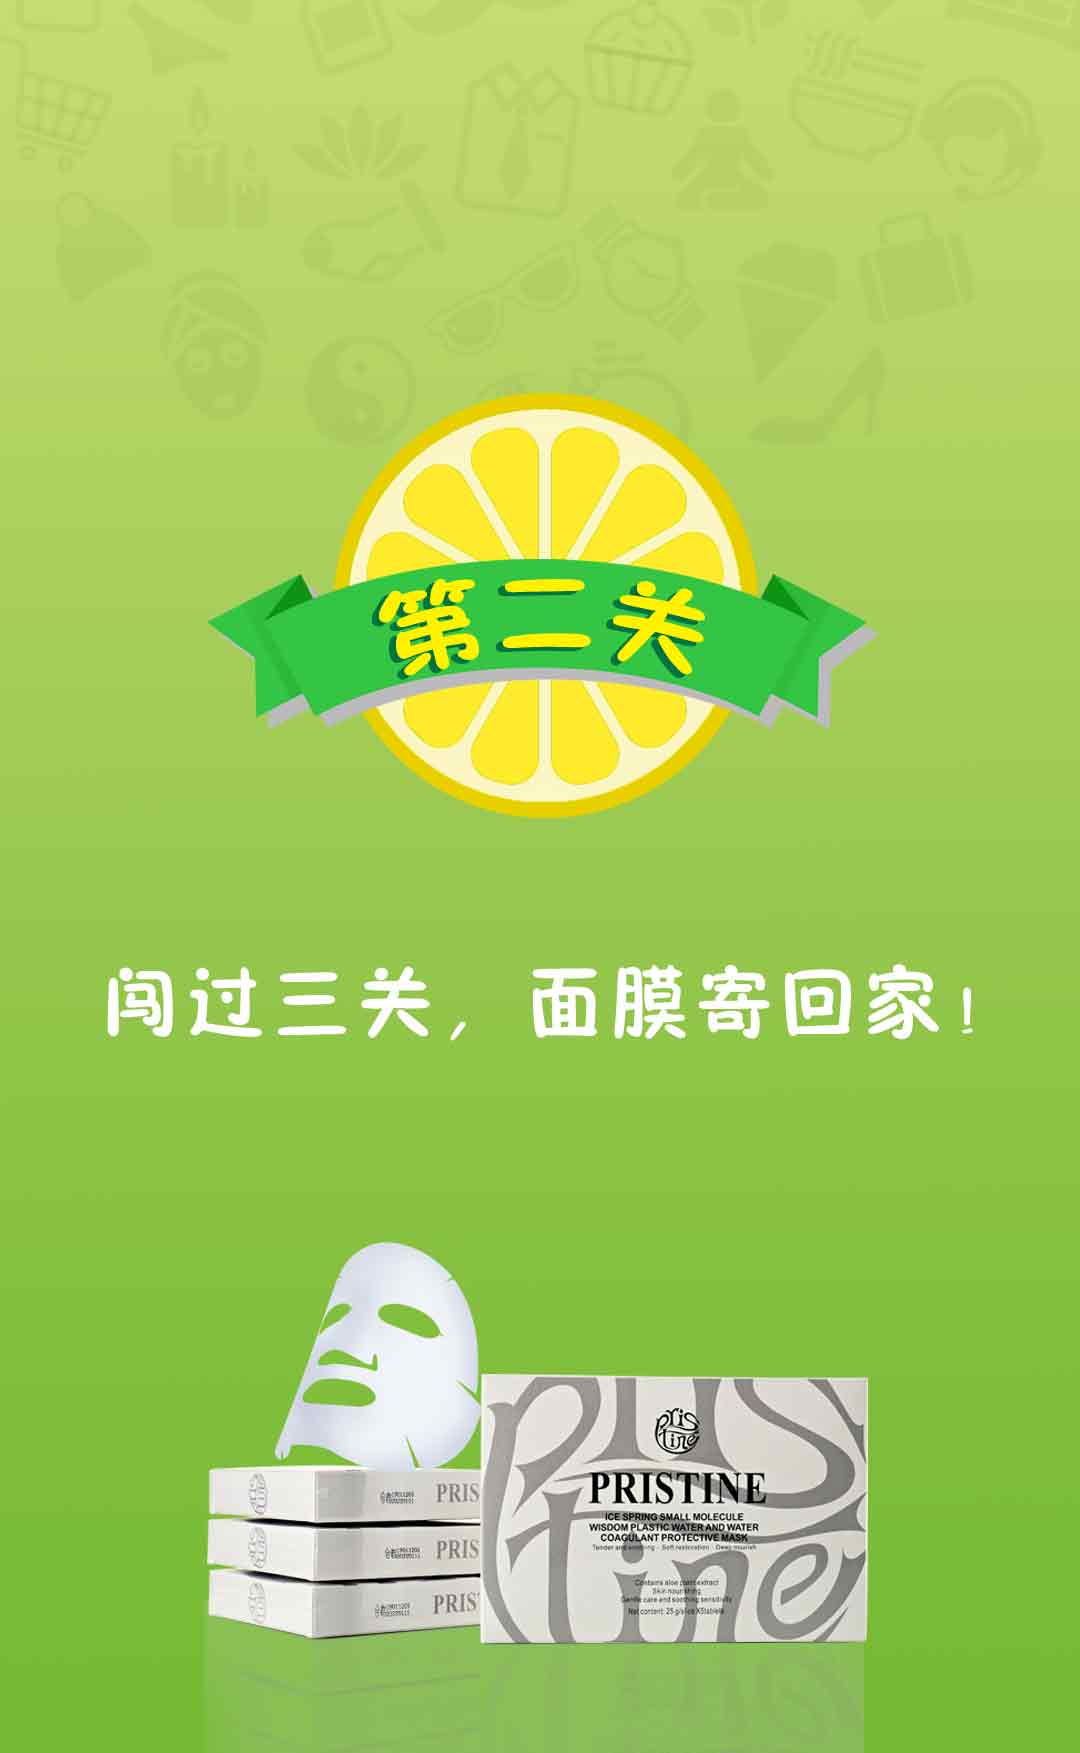 第二关
闯过三关，面膜寄回家！
Pris
tine
PRISTINE
ICE SPRING SMALL MOLECULE
WISDOM PLASTIC WATER AND WATER
COAGULANT PROTECTIVE MASK
Tender and soothing - Soft restoration - Deep nourish
Contains aloe plant extract
Skin nourishing
Gentle care and soothing sensitivity
Net content: 25 g/slice X5tablets
PRIS
PRIS
PRIS